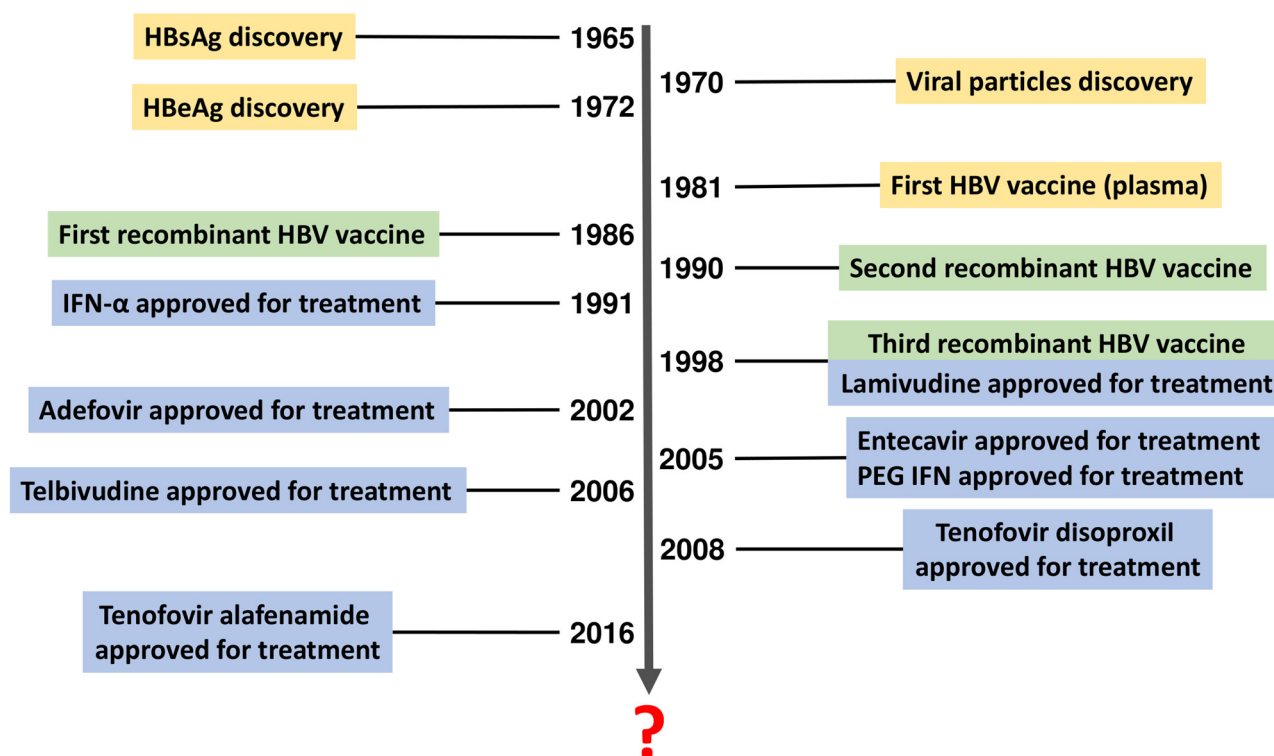 HBsAg discovery
1965
1970
Viral particles discovery
HBeAg discovery
1972
1981
First HBV vaccine (plasma)
First recombinant HBV vaccine
1986
1990
Second recombinant HBV vaccine
IFN-α approved for treatment
1991
1998
Third recombinant HBV vaccine
Lamivudine approved for treatment
Adefovir approved for treatment
2002
2005
Entecavir approved for treatment
PEG IFN approved for treatment
Telbivudine approved for treatment
2006
2008
Tenofovir disoproxil
approved for treatment
Tenofovir alafenamide
approved for treatment
2016
?